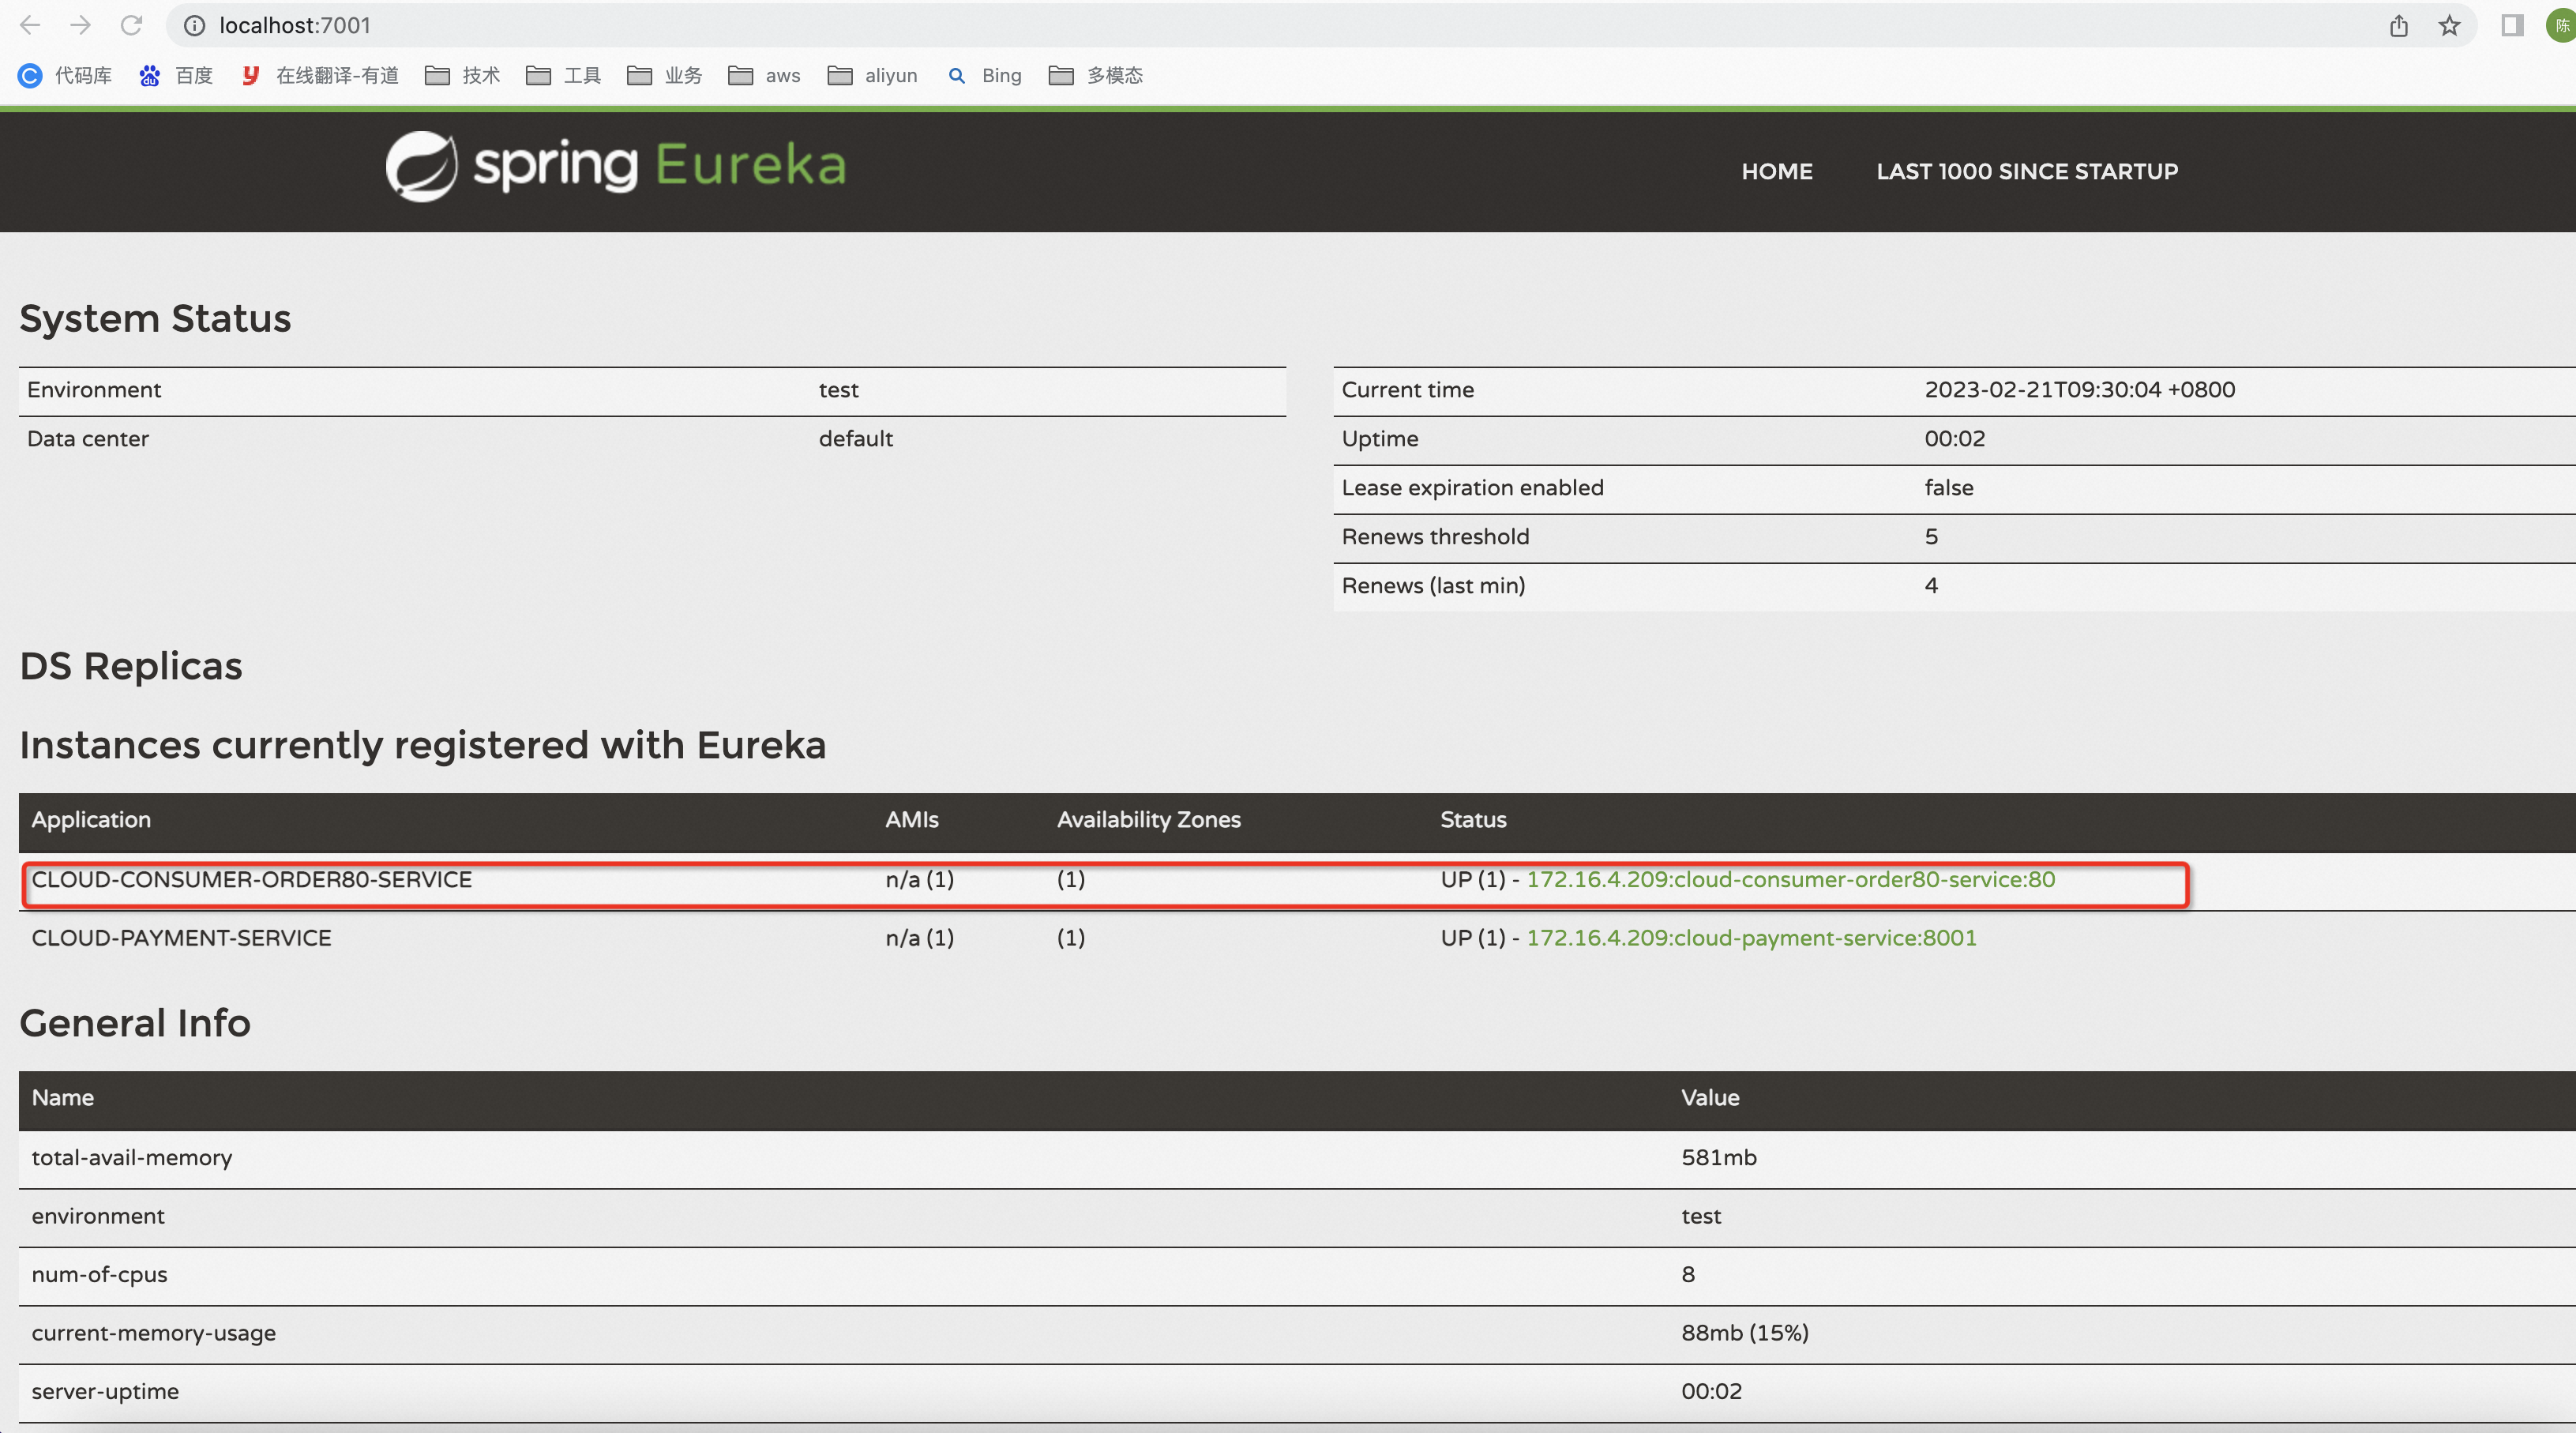 localhost:7001
陈
代码库 百度 在线翻译-有道 技术 工具 业务 aws aliyun Bing 多模态
spring Eureka HOME LAST 1000 SINCE STARTUP
System Status
Environment test
Data center default
Current time 2023-02-21T09:30:04 +0800
Uptime 00:02
Lease expiration enabled false
Renews threshold 5
Renews (last min) 4
DS Replicas
Instances currently registered with Eureka
Application AMIs Availability Zones Status
CLOUD-CONSUMER-ORDER80-SERVICE n/a (1) (1) UP (1) - 172.16.4.209:cloud-consumer-order80-service:80
CLOUD-PAYMENT-SERVICE n/a (1) (1) UP (1) - 172.16.4.209:cloud-payment-service:8001
General Info
Name Value
total-avail-memory 581mb
environment test
num-of-cpus 8
current-memory-usage 88mb (15%)
server-uptime 00:02